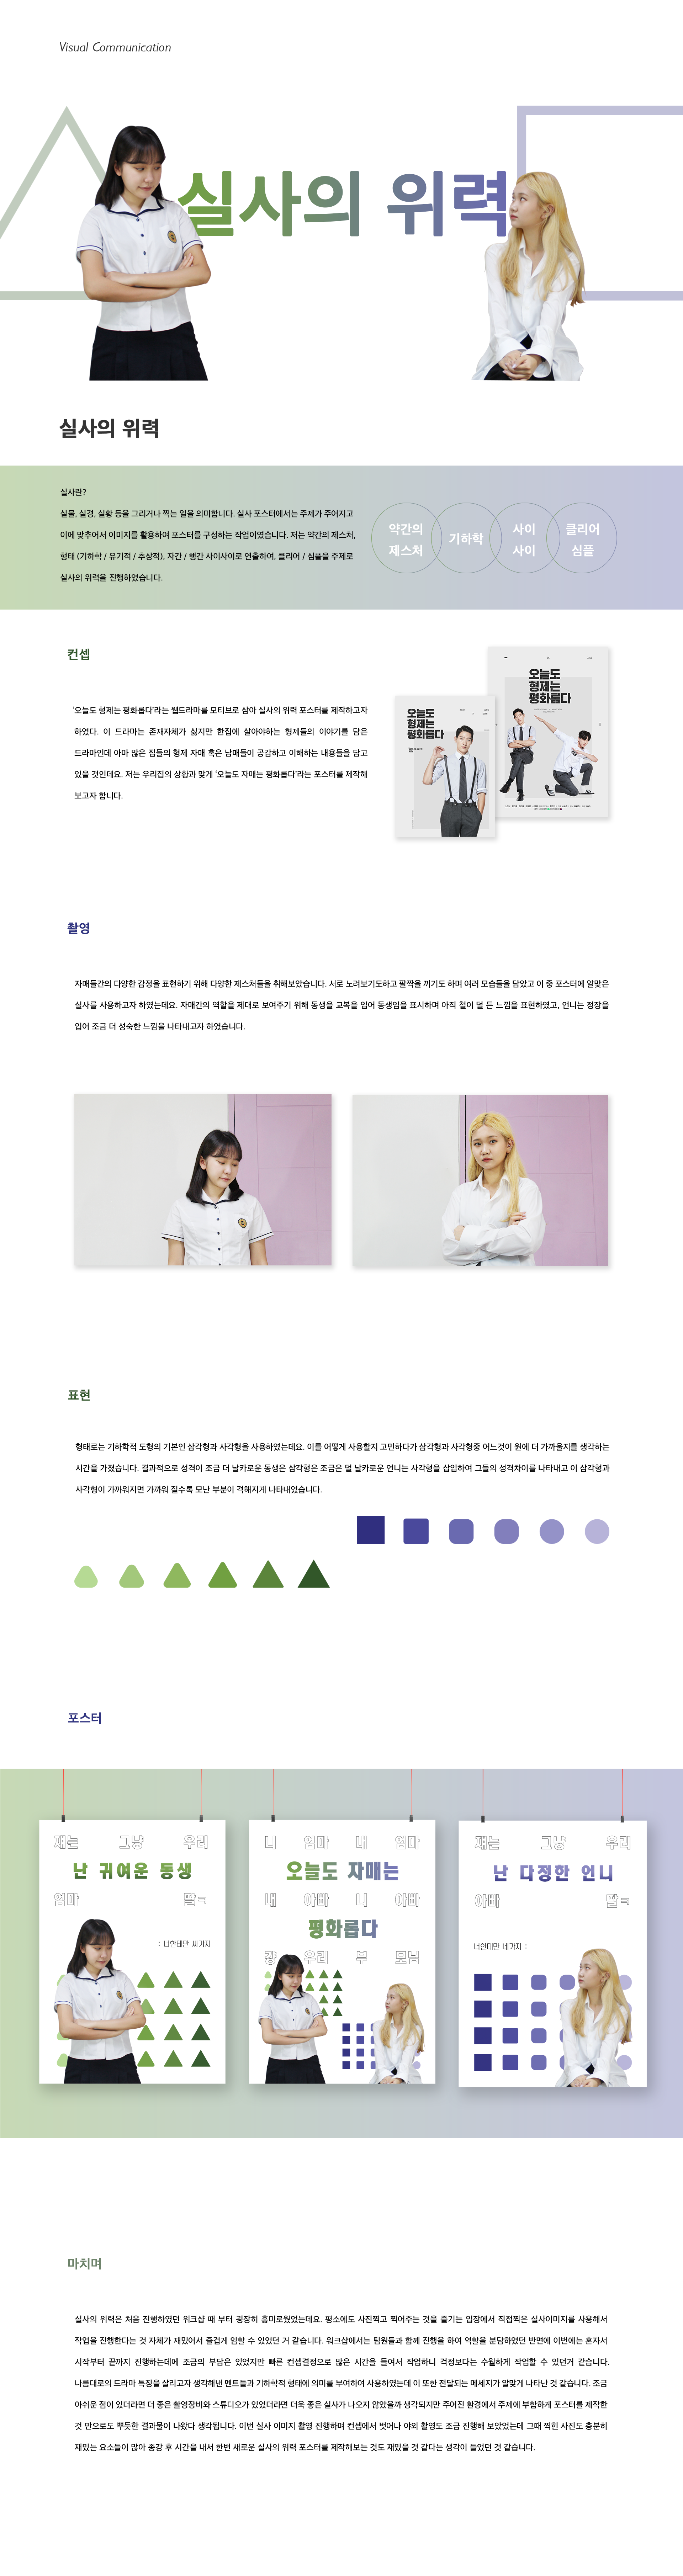 Visual Communication
실사의 위력
실사의 위력
실사란?
실물, 실경, 실황 등을 그리거나 찍는 일을 의미합니다. 실사 포스터에서는 주제가 주어지고
이에 맞추어서 이미지를 활용하여 포스터를 구성하는 작업이었습니다. 저는 약간의 제스처,
형태 (기하학 / 유기적 / 추상적), 자간 / 행간 사이사이로 연출하여, 클리어 / 심플을 주제로
실사의 위력을 진행하였습니다.
약간의
제스처
기하학
사이
사이
클리어
심플
컨셉
'오늘도 형제는 평화롭다'라는 웹드라마를 모티브로 삼아 실사의 위력 포스터를 제작하고자
하였다. 이 드라마는 존재자체가 싫지만 한집에 살아야하는 형제들의 이야기를 담은
드라마인데 아마 많은 집들의 형제 자매 혹은 남매들이 공감하고 이해하는 내용들을 담고
있을 것인데요. 저는 우리집의 상황과 맞게 '오늘도 자매는 평화롭다'라는 포스터를 제작해
보고자 합니다.
오늘도
형제는
평화롭다
오늘도
형제는
평화롭다
촬영
자매들간의 다양한 감정을 표현하기 위해 다양한 제스처들을 취해보았습니다. 서로 노려보기도하고 팔짝을 끼기도 하며 여러 모습들을 담았고 이 중 포스터에 알맞은
실사를 사용하고자 하였는데요. 자매간의 역할을 제대로 보여주기 위해 동생을 교복을 입어 동생임을 표시하며 아직 철이 덜 든 느낌을 표현하였고, 언니는 정장을
입어 조금 더 성숙한 느낌을 나타내고자 하였습니다.
표현
형태로는 기하학적 도형의 기본인 삼각형과 사각형을 사용하였는데요. 이를 어떻게 사용할지 고민하다가 삼각형과 사각형중 어느것이 원에 더 가까울지를 생각하는
시간을 가졌습니다. 결과적으로 성격이 조금 더 날카로운 동생은 삼각형은 조금은 덜 날카로운 언니는 사각형을 삽입하여 그들의 성격차이를 나타내고 이 삼각형과
사각형이 가까워지면 가까워 질수록 모난 부분이 격해지게 나타내었습니다.
포스터
재는 그냥 우리
난 귀여운 동생
엄마 딸ㅋ
: 너한테만 싸가지
니 엄마 내 엄마
오늘도 자매는
내 아빠 니 아빠
평화롭다
걍 우리 부 모님
재는 그냥 우리
난 다정한 언니
아빠 딸ㅋ
너한테만 네가지 :
마치며
실사의 위력은 처음 진행하였던 워크샵 때 부터 굉장히 흥미로웠었는데요. 평소에도 사진찍고 찍어주는 것을 즐기는 입장에서 직접찍은 실사이미지를 사용해서
작업을 진행한다는 것 자체가 재밌어서 즐겁게 임할 수 있었던 거 같습니다. 워크샵에서는 팀원들과 함께 진행을 하여 역할을 분담하였던 반면에 이번에는 혼자서
시작부터 끝까지 진행하는데에 조금의 부담은 있었지만 빠른 컨셉결정으로 많은 시간을 들여서 작업하니 걱정보다는 수월하게 작업할 수 있던거 같습니다.
나름대로의 드라마 특징을 살리고자 생각해낸 멘트들과 기하학적 형태에 의미를 부여하여 사용하였는데 이 또한 전달되는 메세지가 알맞게 나타난 것 같습니다. 조금
아쉬운 점이 있더라면 더 좋은 촬영장비와 스튜디오가 있었더라면 더욱 좋은 실사가 나오지 않았을까 생각되지만 주어진 환경에서 주제에 부합하게 포스터를 제작한
것 만으로도 뿌듯한 결과물이 나왔다 생각됩니다. 이번 실사 이미지 촬영 진행하며 컨셉에서 벗어나 야외 촬영도 조금 진행해 보았었는데 그때 찍힌 사진도 충분히
재밌는 요소들이 많아 종강 후 시간을 내서 한번 새로운 실사의 위력 포스터를 제작해보는 것도 재밌을 것 같다는 생각이 들었던 것 같습니다.